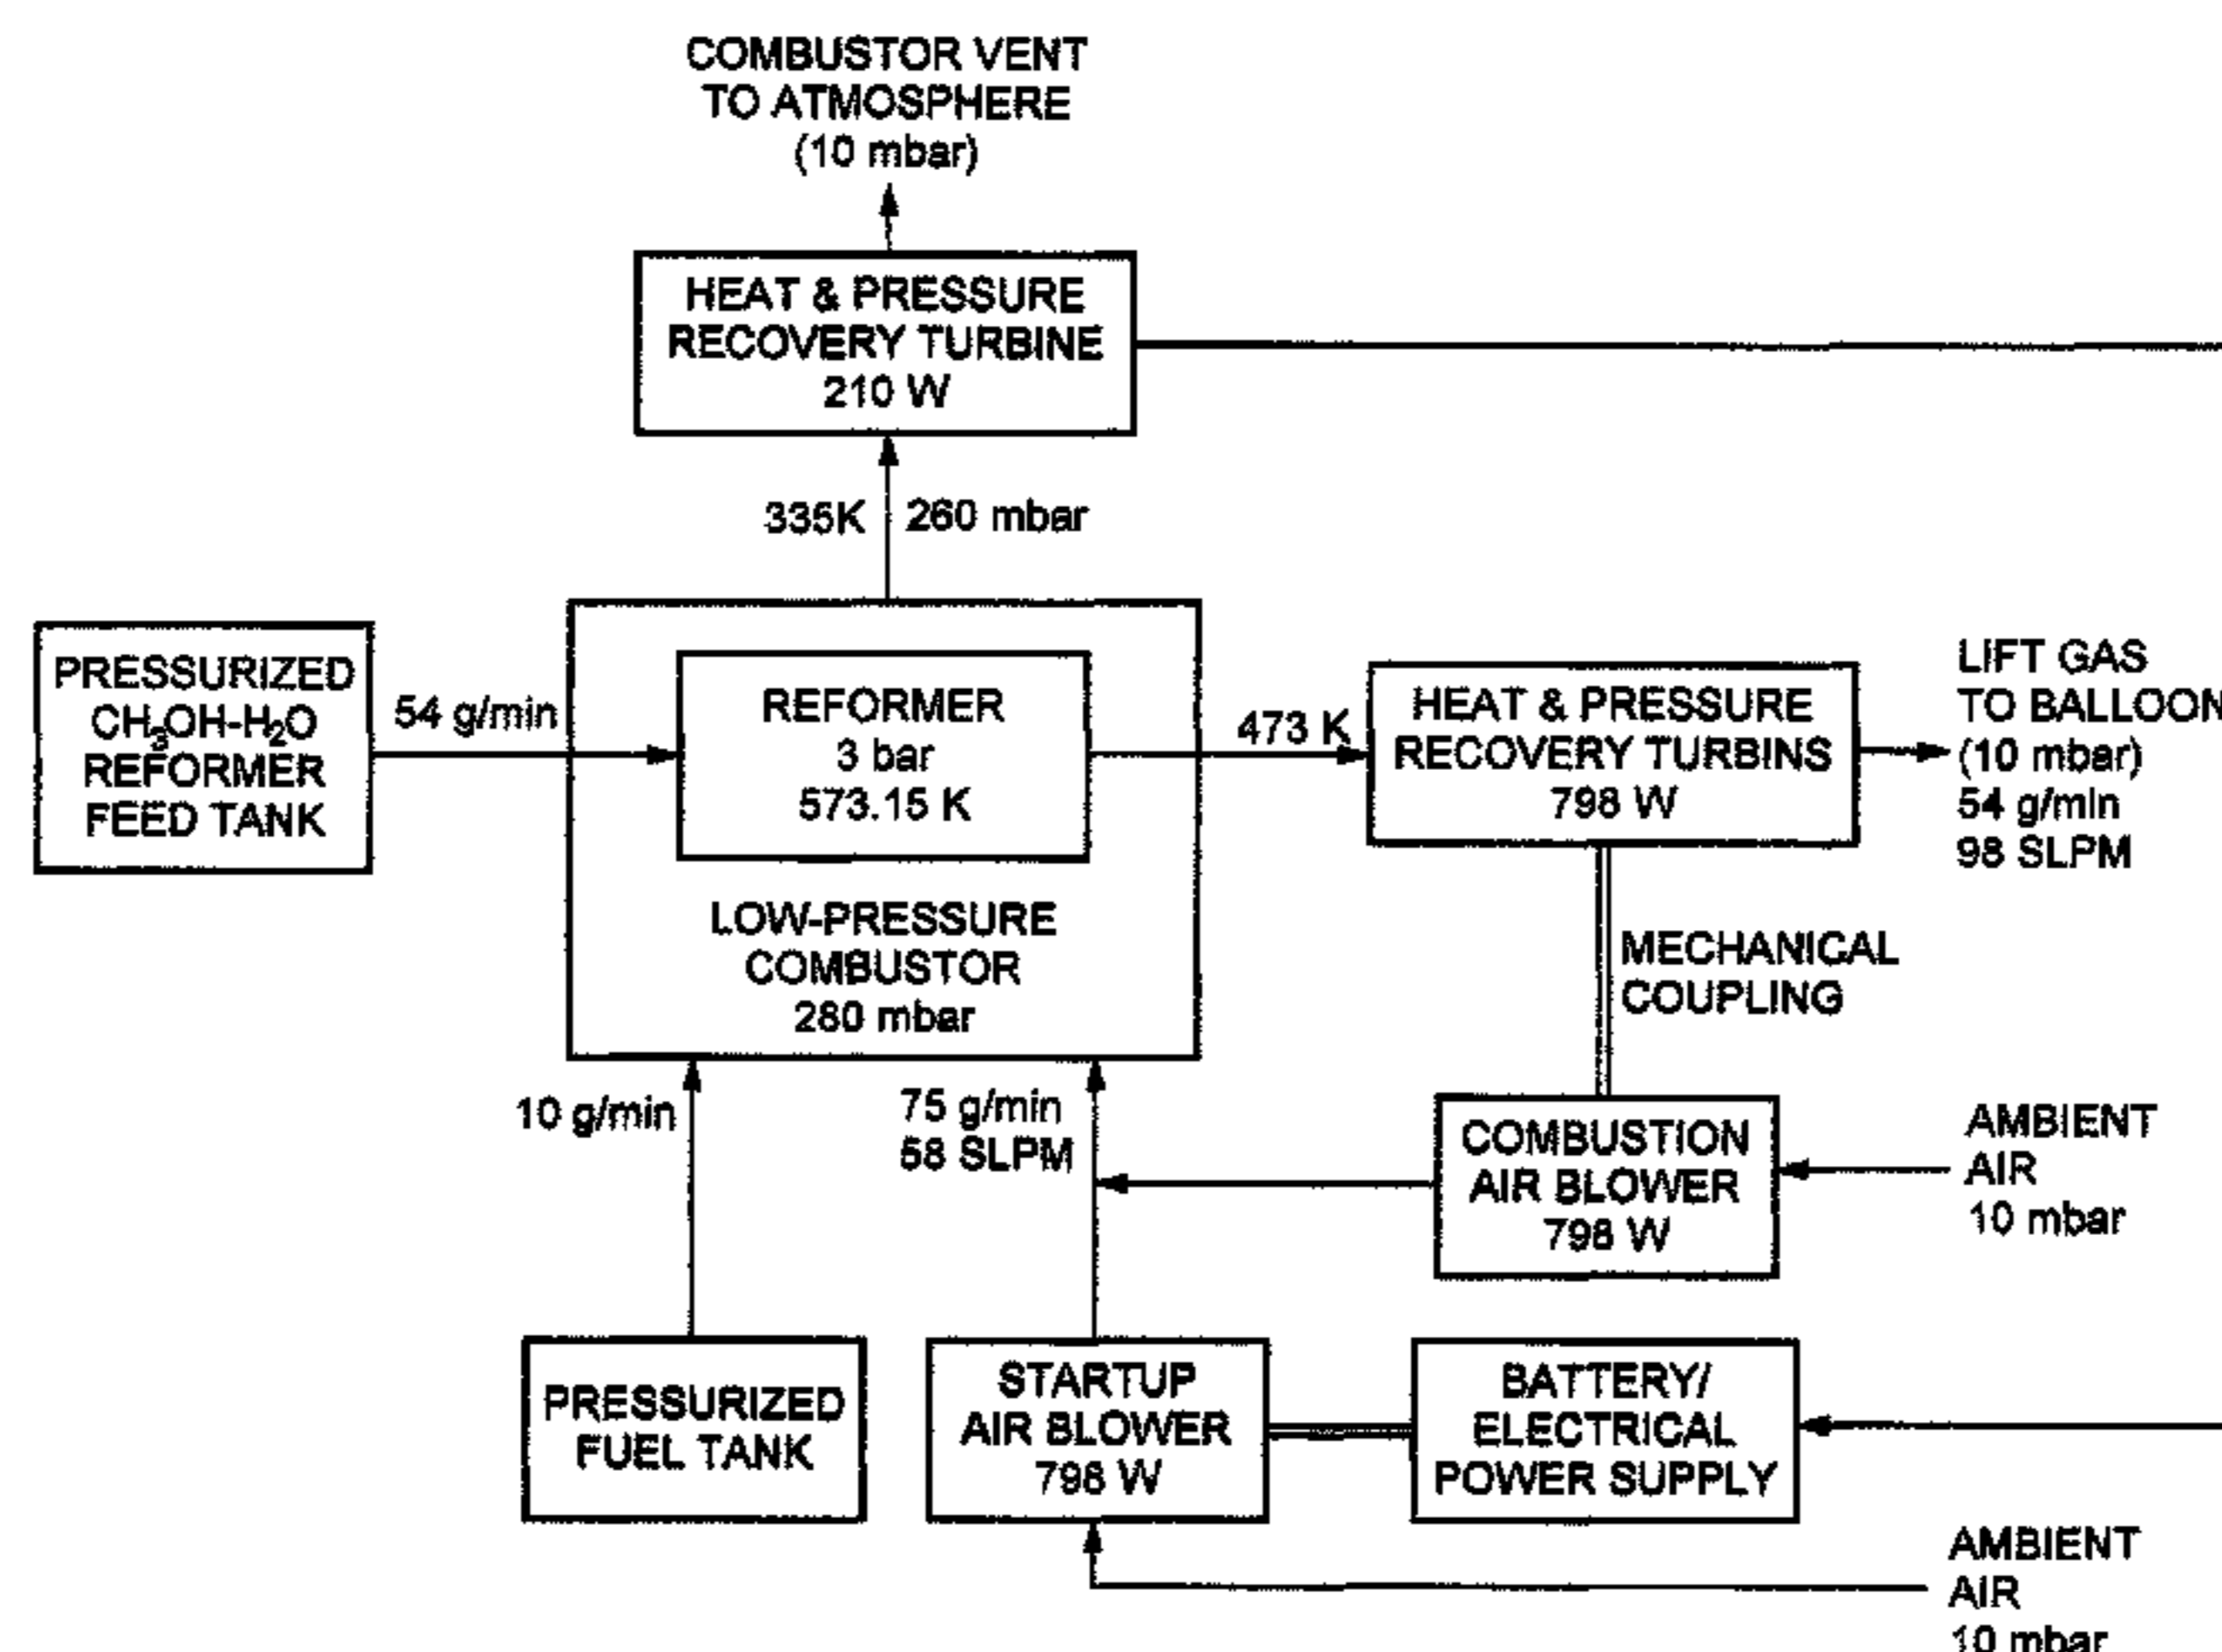 COMBUSTOR VENT
TO ATMOSPHERE
(10 mbar)
HEAT & PRESSURE
RECOVERY TURBINE
210 W
335K
260 mbar
PRESSURIZED
CH3OH-H2O
REFORMER
FEED TANK
54 g/min
REFORMER
3 bar
573.15 K
LOW-PRESSURE
COMBUSTOR
280 mbar
473 K
HEAT & PRESSURE
RECOVERY TURBINS
798 W
LIFT GAS
TO BALLOON
(10 mbar)
54 g/min
98 SLPM
MECHANICAL
COUPLING
10 g/min
75 g/min
58 SLPM
COMBUSTION
AIR BLOWER
798 W
AMBIENT
AIR
10 mbar
PRESSURIZED
FUEL TANK
STARTUP
AIR BLOWER
798 W
BATTERY/
ELECTRICAL
POWER SUPPLY
AMBIENT
AIR
10 mbar